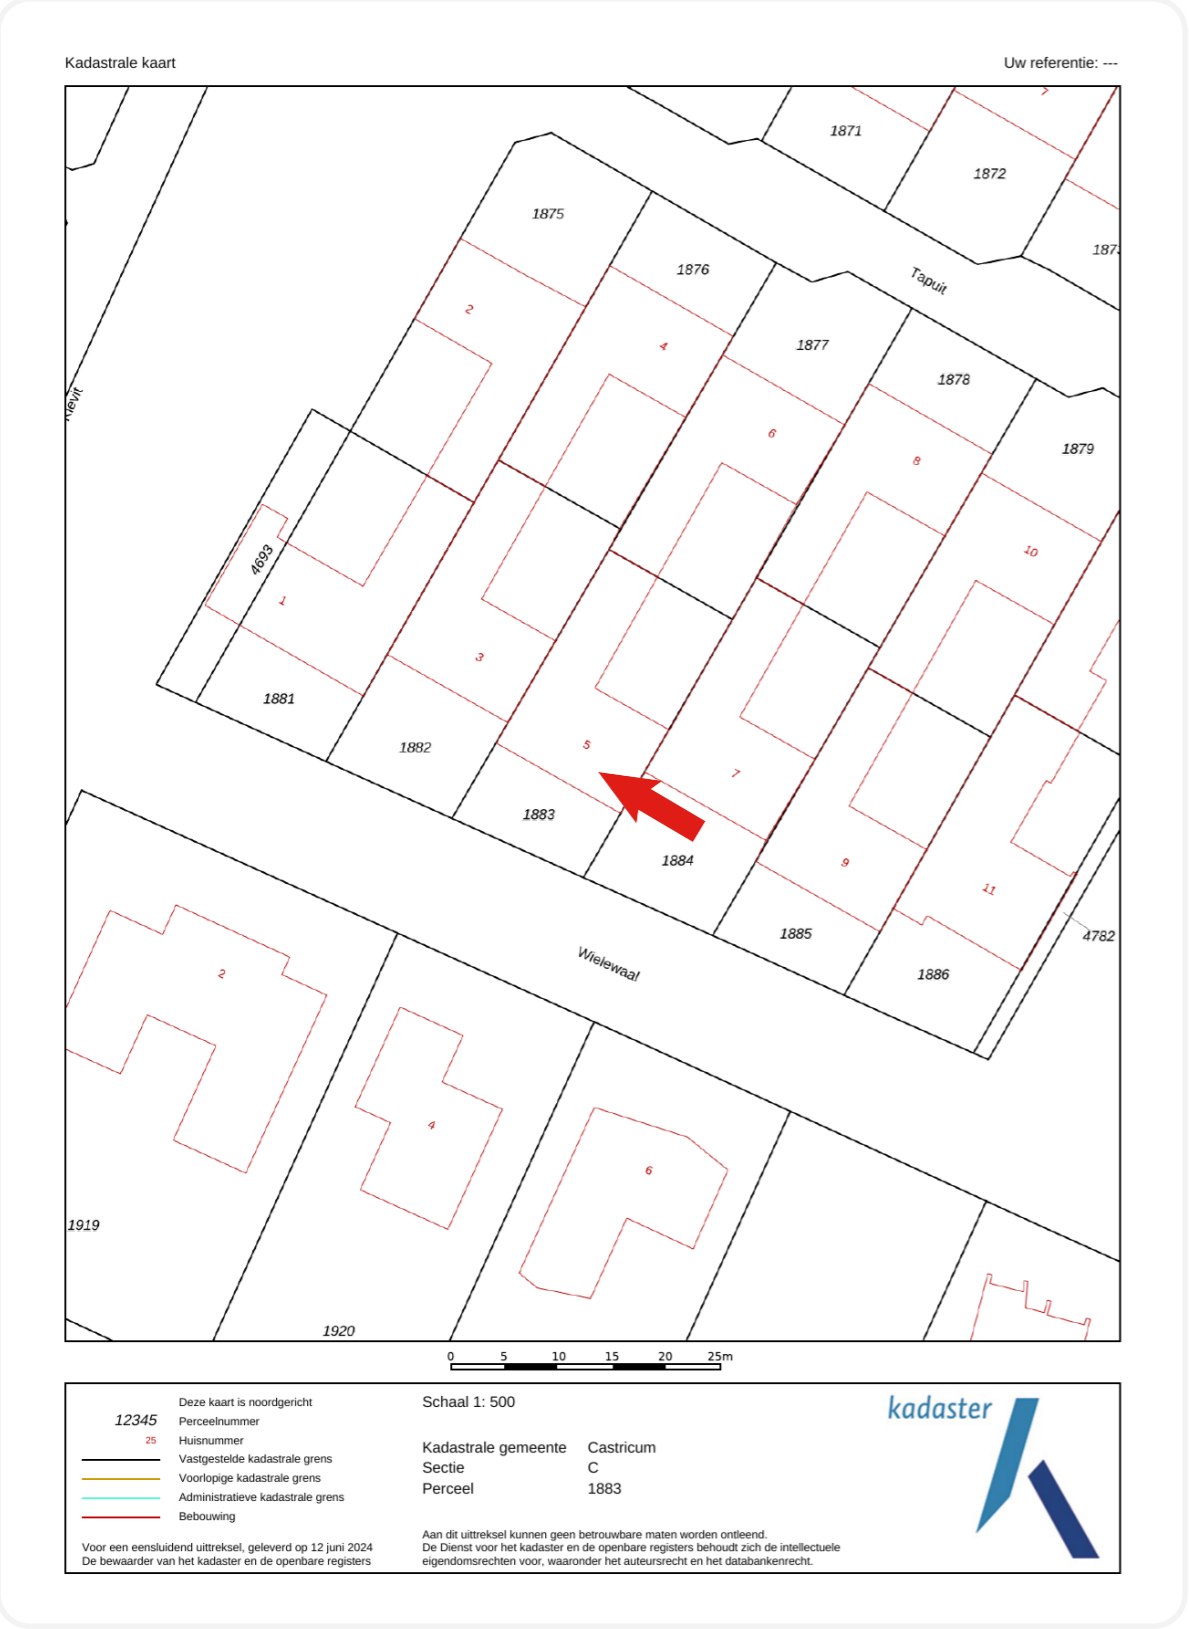 Kadastrale kaart
Uw referentie: ---
7
1871
1872
1875
1876
Tapuit
2
4
1877
1878
6
1879
8
10
4693
1
3
1881
5
1882
7
1883
1884
9
11
1885
4782
1886
Wielewaal
2
4
6
1919
1920
0 5 10 15 20 25m
Deze kaart is noordgericht
12345 Perceelnummer
25 Huisnummer
Vastgestelde kadastrale grens
Voorlopige kadastrale grens
Administratieve kadastrale grens
Bebouwing
Voor een eensluidend uittreksel, geleverd op 12 juni 2024
De bewaarder van het kadaster en de openbare registers
Schaal 1: 500
Kadastrale gemeente Castricum
Sectie C
Perceel 1883
Aan dit uittreksel kunnen geen betrouwbare maten worden ontleend.
De Dienst voor het kadaster en de openbare registers behoudt zich de intellectuele
eigendomsrechten voor, waaronder het auteursrecht en het databankenrecht.
kadaster